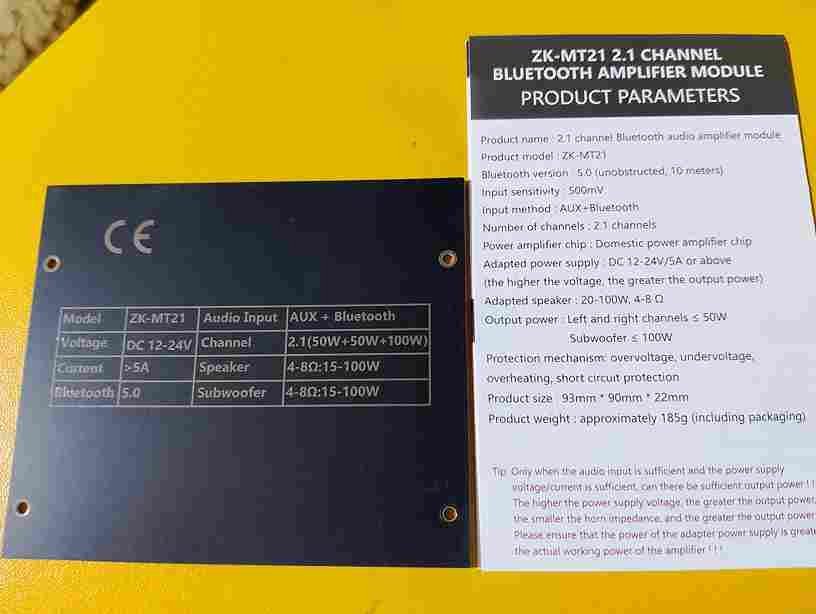 CE
Model ZK-MT21 Audio Input AUX + Bluetooth
Voltage DC 12-24V Channel 2.1(50W+50W+100W)
Current >5A Speaker 4-8Ω:15-100W
Bluetooth 5.0 Subwoofer 4-8Ω:15-100W
ZK-MT21 2.1 CHANNEL
BLUETOOTH AMPLIFIER MODULE
PRODUCT PARAMETERS
Product name : 2.1 channel Bluetooth audio amplifier module
Product model : ZK-MT21
Bluetooth version : 5.0 (unobstructed, 10 meters)
Input sensitivity : 500mV
Input method : AUX+Bluetooth
Number of channels : 2.1 channels
Power amplifier chip : Domestic power amplifier chip
Adapted power supply : DC 12-24V/5A or above
(the higher the voltage, the greater the output power)
Adapted speaker : 20-100W, 4-8 Ω
Output power : Left and right channels ≤ 50W
Subwoofer ≤ 100W
Protection mechanism: overvoltage, undervoltage,
overheating, short circuit protection
Product size : 93mm * 90mm * 22mm
Product weight : approximately 185g (including packaging)
Tip: Only when the audio input is sufficient and the power supply
voltage/current is sufficient, can there be sufficient output power ! !
The higher the power supply voltage, the greater the output power,
the smaller the horn impedance, and the greater the output power
Please ensure that the power of the adapter power supply is
the actual working power of the amplifier ! ! !